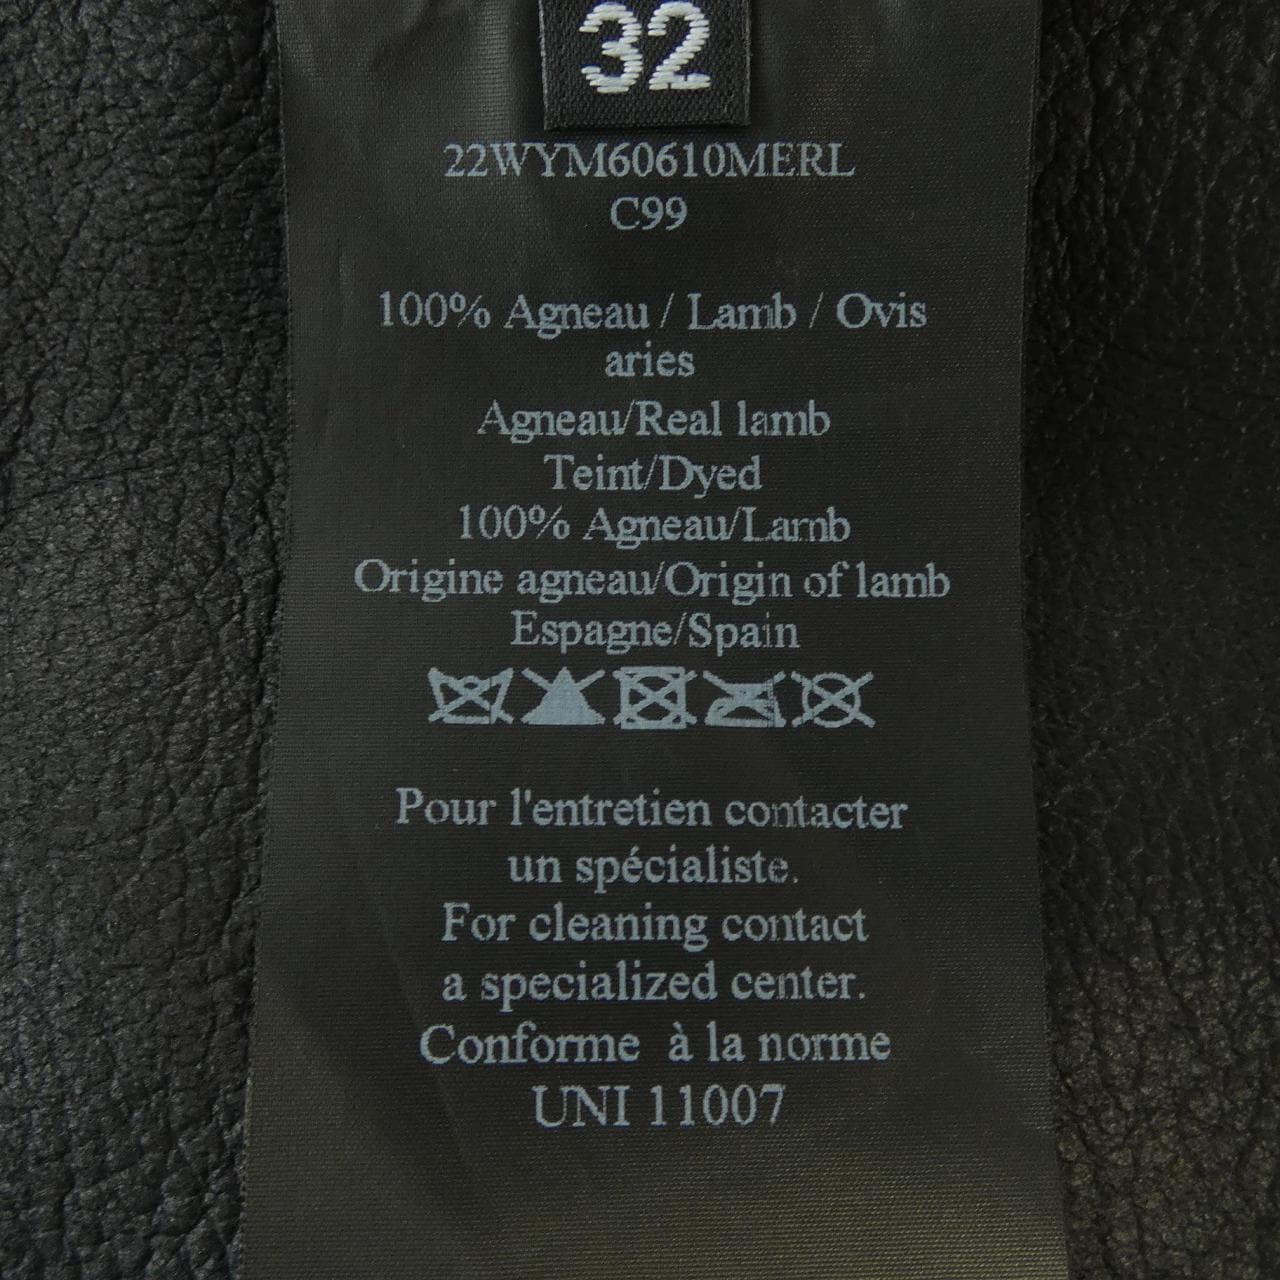 32
22WYM60610MERL
C99
100% Agneau / Lamb / Ovis
aries
Agneau/Real lamb
Teint/Dyed
100% Agneau/Lamb
Origine agneau/Origin of lamb
Espagne/Spain
Pour l'entretien contacter
un spécialiste.
For cleaning contact
a specialized center.
Conforme à la norme
UNI 11007